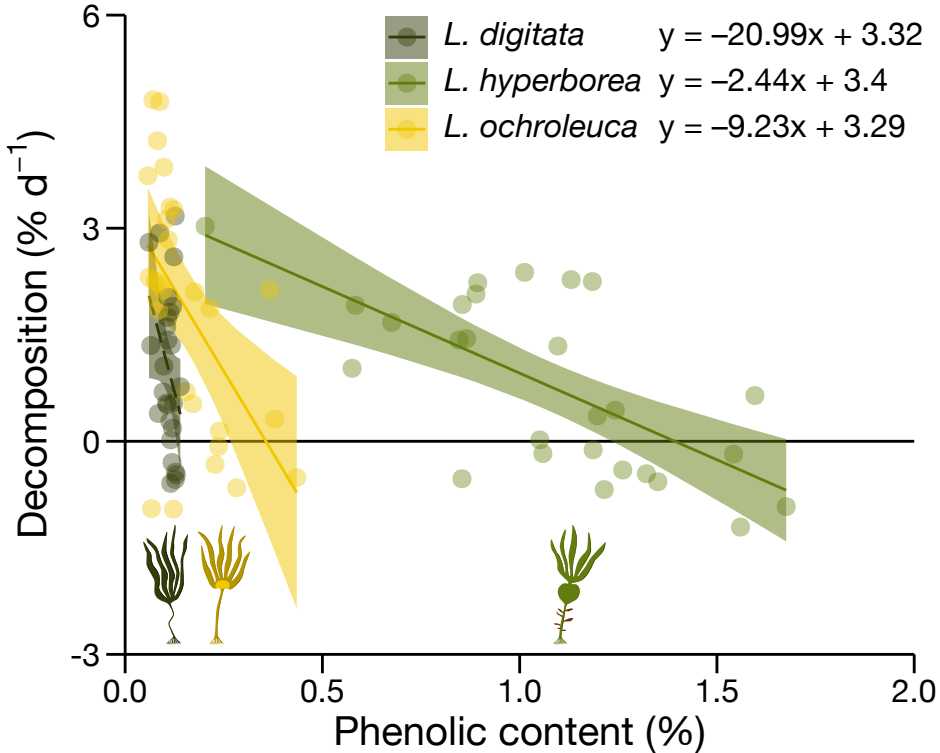 6
3
0
-3
Decomposition (% d⁻¹)
L. digitata y = –20.99x + 3.32
L. hyperborea y = –2.44x + 3.4
L. ochroleuca y = –9.23x + 3.29
0.0 0.5 1.0 1.5 2.0
Phenolic content (%)